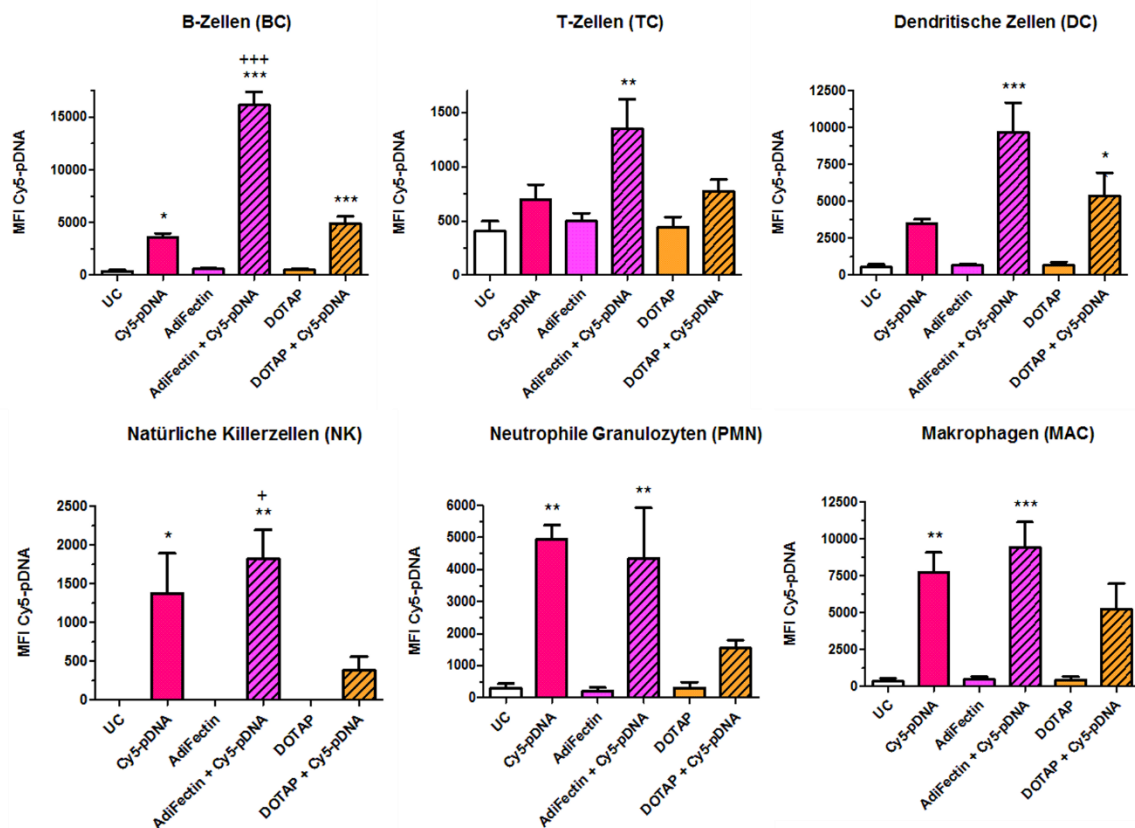 B-Zellen (BC)
MFI Cy5-pDNA
15000
10000
5000
0
*
+++
***
***
UC
Cy5-pDNA
AdiFectin
AdiFectin + Cy5-pDNA
DOTAP
DOTAP + Cy5-pDNA
T-Zellen (TC)
MFI Cy5-pDNA
1500
1000
500
0
**
UC
Cy5-pDNA
AdiFectin
AdiFectin + Cy5-pDNA
DOTAP
DOTAP + Cy5-pDNA
Dendritische Zellen (DC)
MFI Cy5-pDNA
12500
10000
7500
5000
2500
0
***
*
UC
Cy5-pDNA
AdiFectin
AdiFectin + Cy5-pDNA
DOTAP
DOTAP + Cy5-pDNA
Natürliche Killerzellen (NK)
MFI Cy5-pDNA
2500
2000
1500
1000
500
0
*
+
**
UC
Cy5-pDNA
AdiFectin
AdiFectin + Cy5-pDNA
DOTAP
DOTAP + Cy5-pDNA
Neutrophile Granulozyten (PMN)
MFI Cy5-pDNA
6000
5000
4000
3000
2000
1000
0
**
**
UC
Cy5-pDNA
AdiFectin
AdiFectin + Cy5-pDNA
DOTAP
DOTAP + Cy5-pDNA
Makrophagen (MAC)
MFI Cy5-pDNA
12500
10000
7500
5000
2500
0
**
***
UC
Cy5-pDNA
AdiFectin
AdiFectin + Cy5-pDNA
DOTAP
DOTAP + Cy5-pDNA